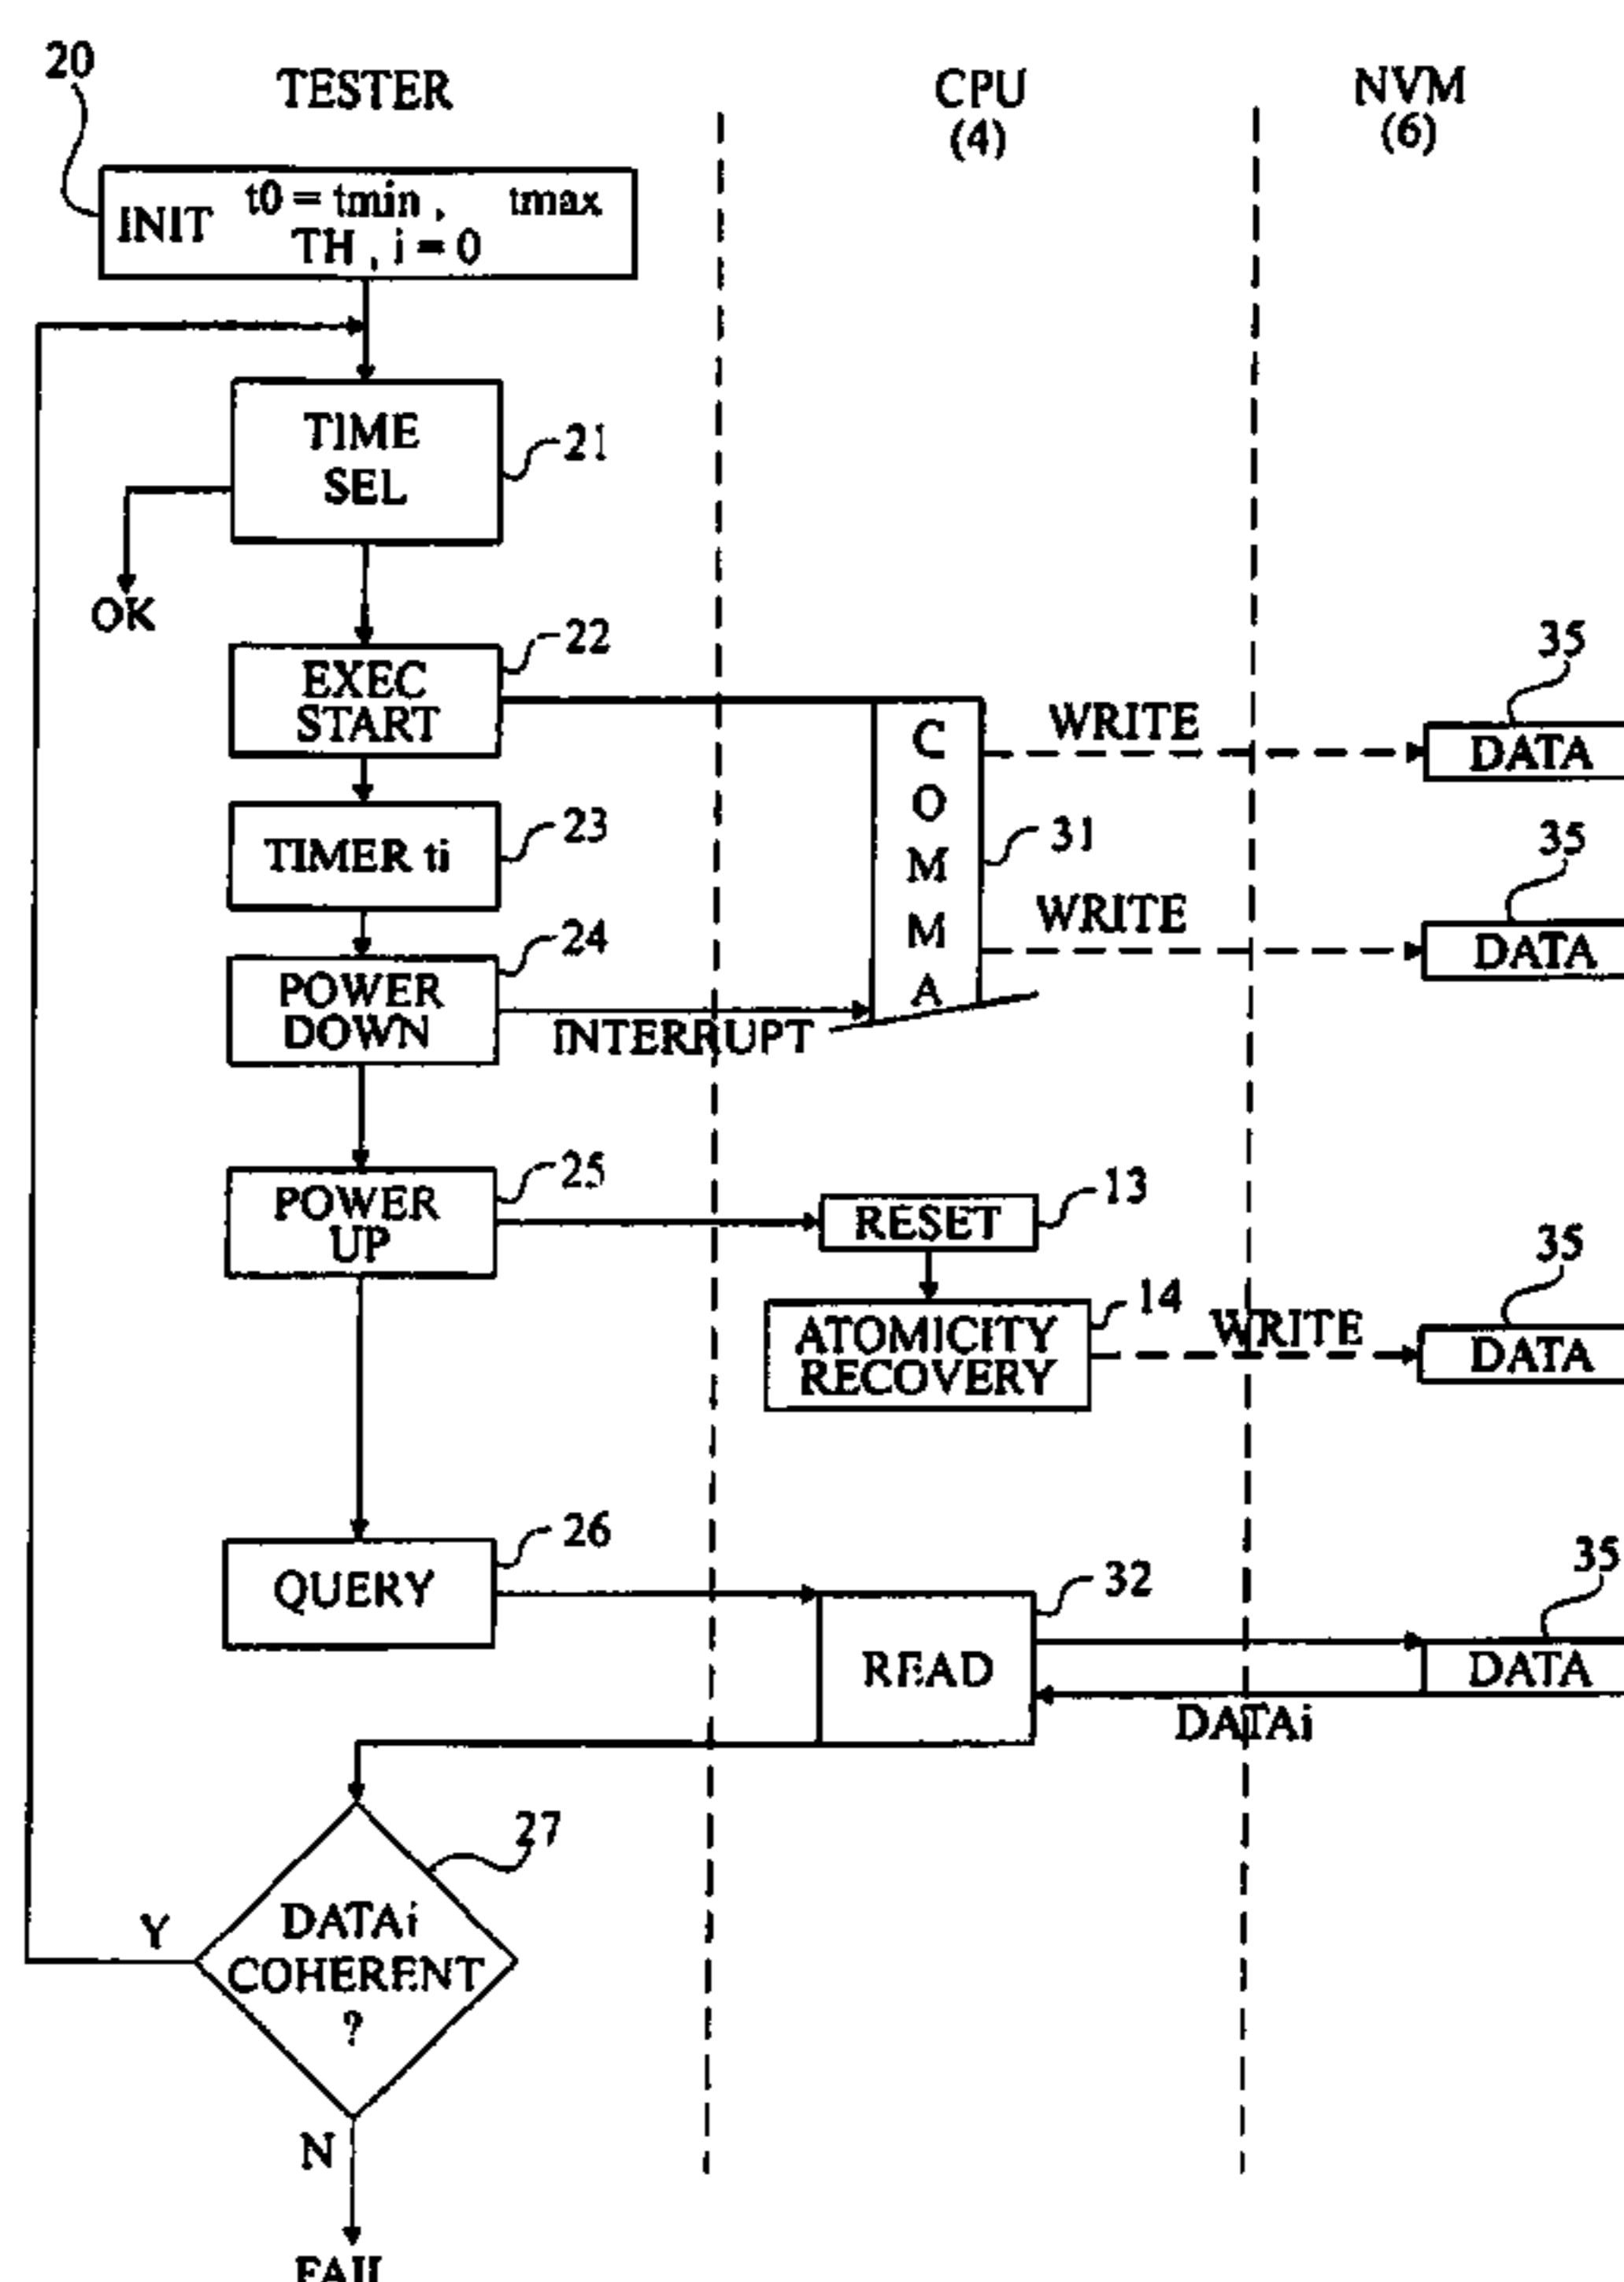 20
TESTER
CPU
(4)
NVM
(6)
INIT t0 = tmin , tmax
TH , i = 0
TIME
SEL
21
OK
22
EXEC
START
C
O
M
M
A
WRITE
35
DATA
TIMER ti
23
31
35
WRITE
DATA
24
POWER
DOWN
INTERRUPT
25
POWER
UP
RESET
13
14
ATOMICITY
RECOVERY
WRITE
35
DATA
26
QUERY
32
READ
35
DATA
DATAi
27
DATAi
COHERENT
?
Y
N